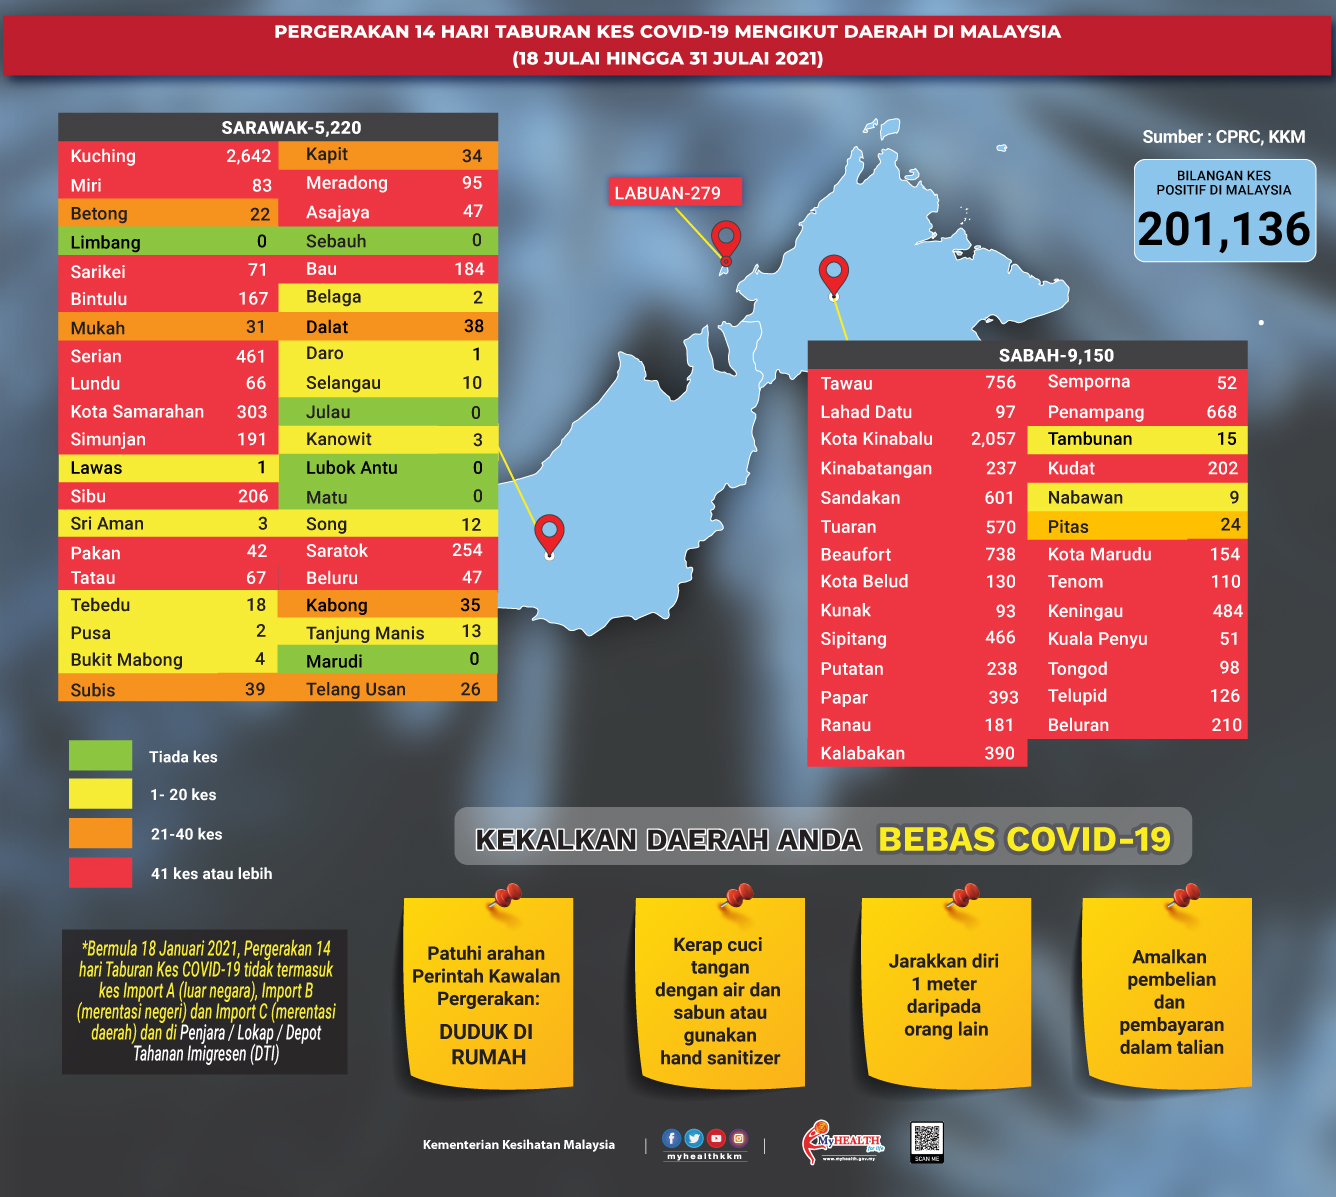 PERGERAKAN 14 HARI TABURAN KES COVID-19 MENGIKUT DAERAH DI MALAYSIA
(18 JULAI HINGGA 31 JULAI 2021)
SARAWAK-5,220
Kuching 2,642
Miri 83
Betong 22
Limbang 0
Sarikei 71
Bintulu 167
Mukah 31
Serian 461
Lundu 66
Kota Samarahan 303
Simunjan 191
Lawas 1
Sibu 206
Sri Aman 3
Pakan 42
Tatau 67
Tebedu 18
Pusa 2
Bukit Mabong 4
Subis 39
Kapit 34
Meradong 95
Asajaya 47
Sebauh 0
Bau 184
Belaga 2
Dalat 38
Daro 1
Selangau 10
Julau 0
Kanowit 3
Lubok Antu 0
Matu 0
Song 12
Saratok 254
Beluru 47
Kabong 35
Tanjung Manis 13
Marudi 0
Telang Usan 26
LABUAN-279
Sumber : CPRC, KKM
BILANGAN KES
POSITIF DI MALAYSIA
201,136
SABAH-9,150
Tawau 756
Lahad Datu 97
Kota Kinabalu 2,057
Kinabatangan 237
Sandakan 601
Tuaran 570
Beaufort 738
Kota Belud 130
Kunak 93
Sipitang 466
Putatan 238
Papar 393
Ranau 181
Kalabakan 390
Semporna 52
Penampang 668
Tambunan 15
Kudat 202
Nabawan 9
Pitas 24
Kota Marudu 154
Tenom 110
Keningau 484
Kuala Penyu 51
Tongod 98
Telupid 126
Beluran 210
Tiada kes
1- 20 kes
21-40 kes
41 kes atau lebih
*Bermula 18 Januari 2021, Pergerakan 14
hari Taburan Kes COVID-19 tidak termasuk
kes Import A (luar negara), Import B
(merentasi negeri) dan Import C (merentasi
daerah) dan di Penjara / Lokap / Depot
Tahanan Imigresen (DTI)
KEKALKAN DAERAH ANDA BEBAS COVID-19
Patuhi arahan
Perintah Kawalan
Pergerakan:
DUDUK DI
RUMAH
Kerap cuci
tangan
dengan air dan
sabun atau
gunakan
hand sanitizer
Jarakkan diri
1 meter
daripada
orang lain
Amalkan
pembelian
dan
pembayaran
dalam talian
Kementerian Kesihatan Malaysia
myhealthkkm
MyHEALTH
for life
www.myhealth.gov.my
SCAN ME